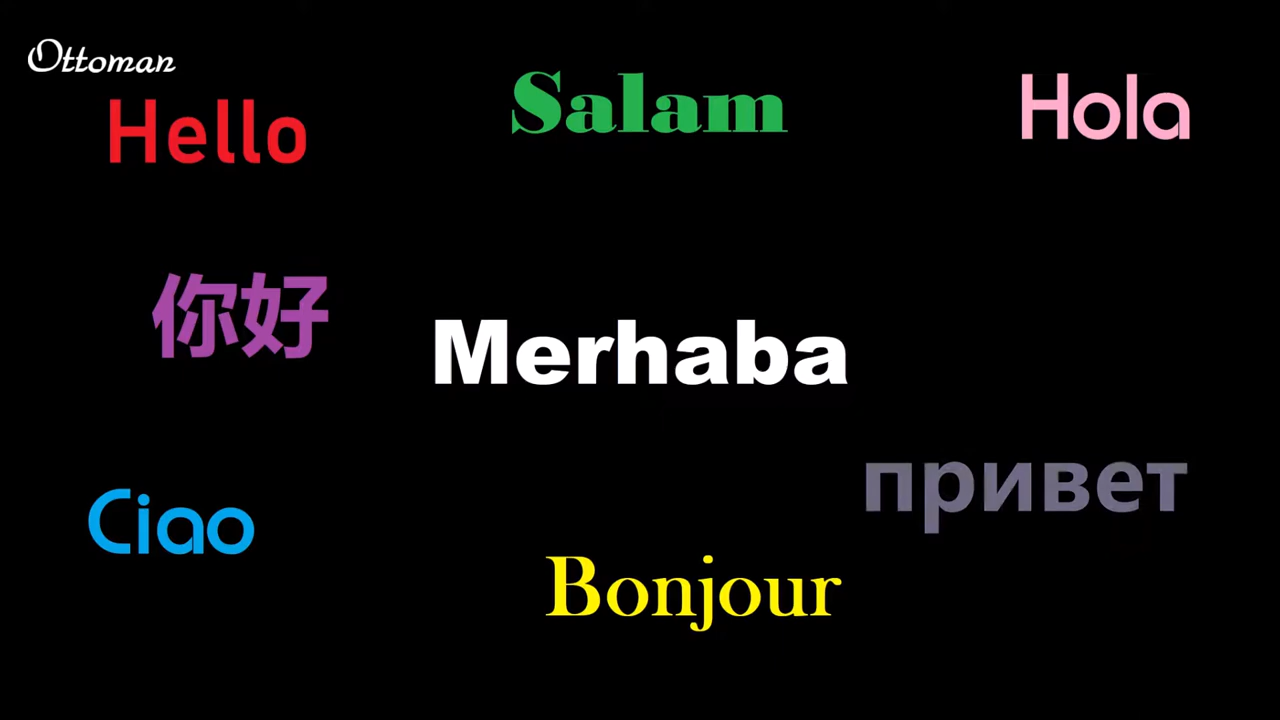 Ottoman
Hello
Salam
Hola
你好
Merhaba
привет
Ciao
Bonjour